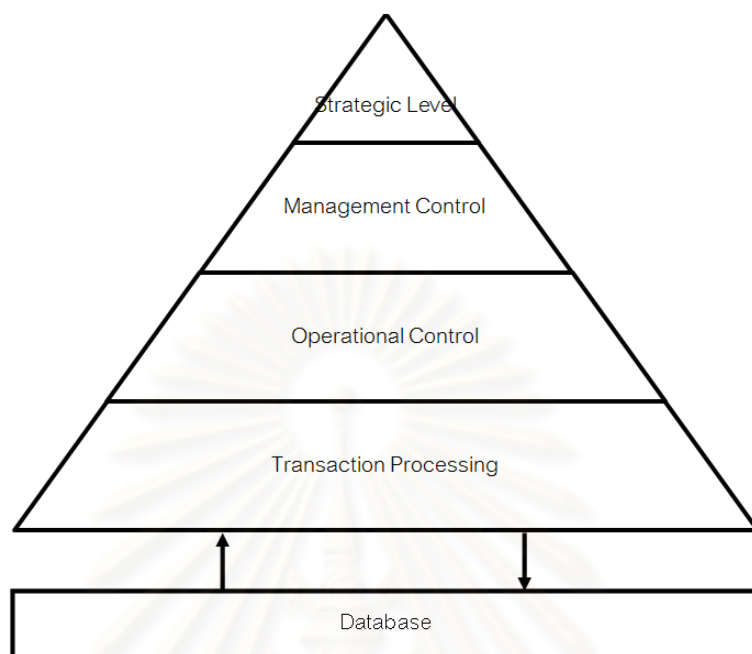 Strategic Level
Management Control
Operational Control
Transaction Processing
Database